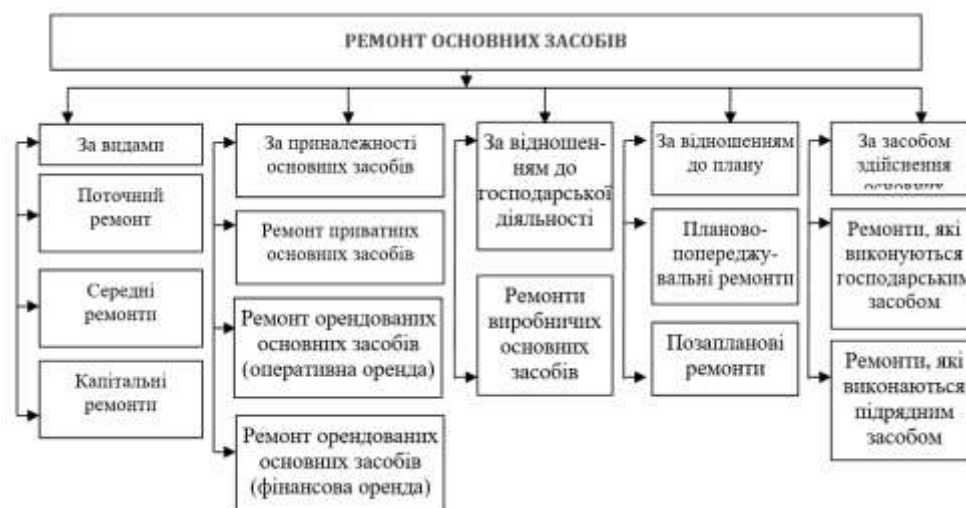 РЕМОНТ ОСНОВНИХ ЗАСОБІВ
За видами
Поточний
ремонт
Середні
ремонти
Капітальні
ремонти
За приналежності
основних засобів
Ремонт приватних
основних засобів
Ремонт орендованих
основних засобів
(оперативна оренда)
Ремонт орендованих
основних засобів
(фінансова оренда)
За відношен-
ням до
господарської
діяльності
Ремонти
виробничих
основних
засобів
За відношенням
до плану
Планово-
попереджу-
вальні ремонти
Позапланові
ремонти
За засобом
здійснення
основних
Ремонти, які
виконуються
господарським
засобом
Ремонти, які
виконаються
підрядним
засобом